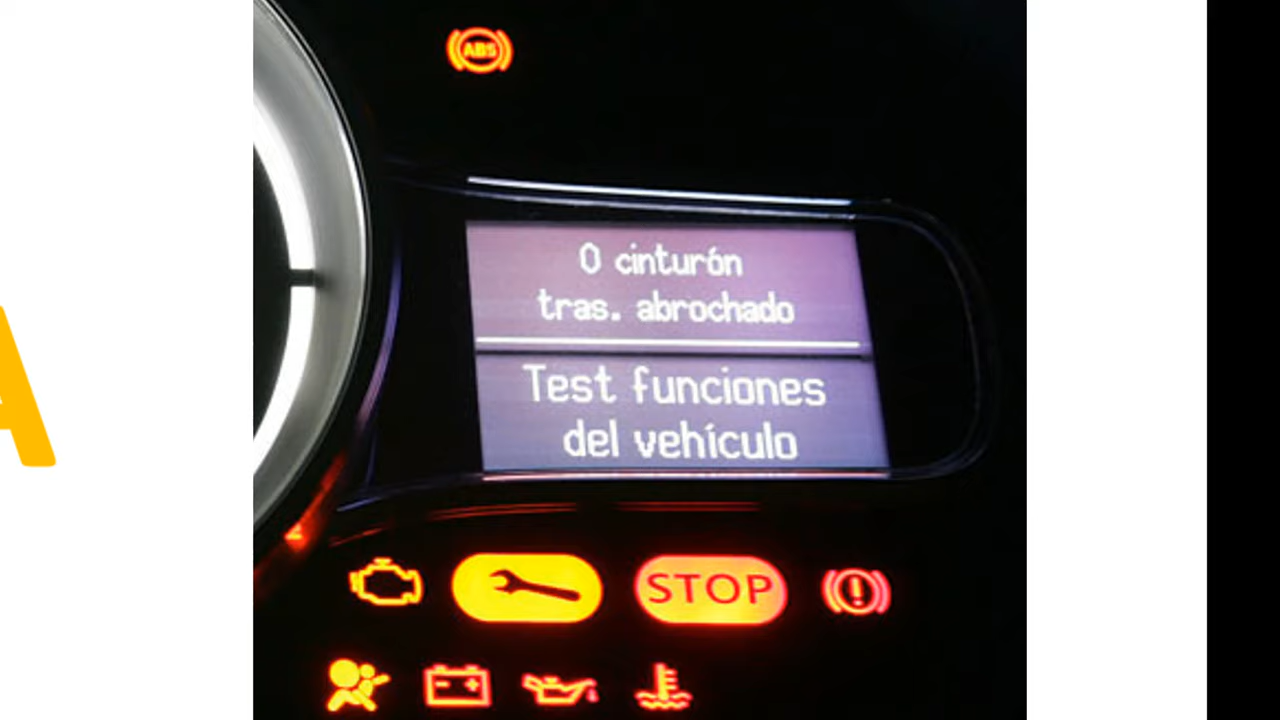 A
ABS
0 cinturón
tras. abrochado
Test funciones
del vehículo
STOP